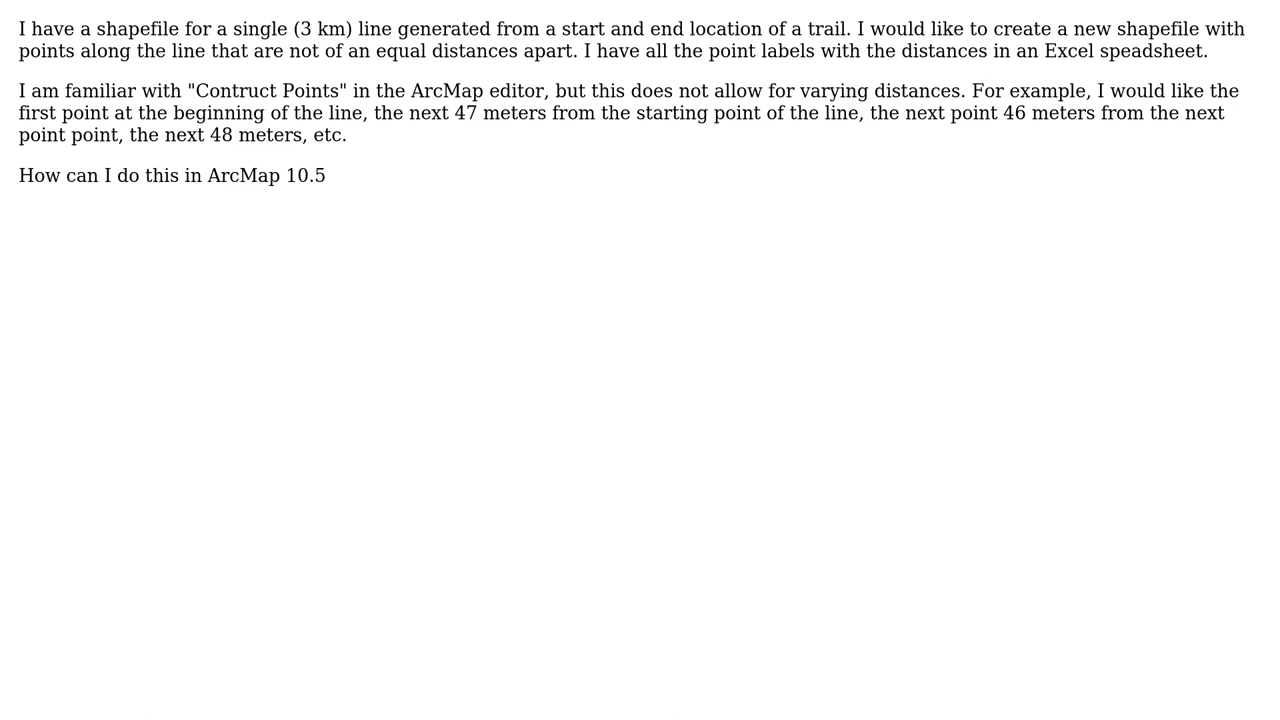 I have a shapefile for a single (3 km) line generated from a start and end location of a trail. I would like to create a new shapefile with
points along the line that are not of an equal distances apart. I have all the point labels with the distances in an Excel speadsheet.
I am familiar with "Contruct Points" in the ArcMap editor, but this does not allow for varying distances. For example, I would like the
first point at the beginning of the line, the next 47 meters from the starting point of the line, the next point 46 meters from the next
point point, the next 48 meters, etc.
How can I do this in ArcMap 10.5